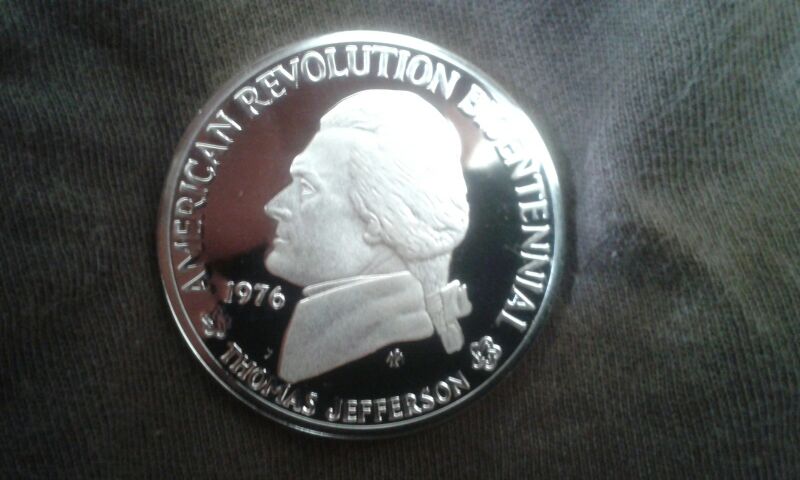 AMERICAN REVOLUTION BICENTENNIAL
1976
THOMAS JEFFERSON